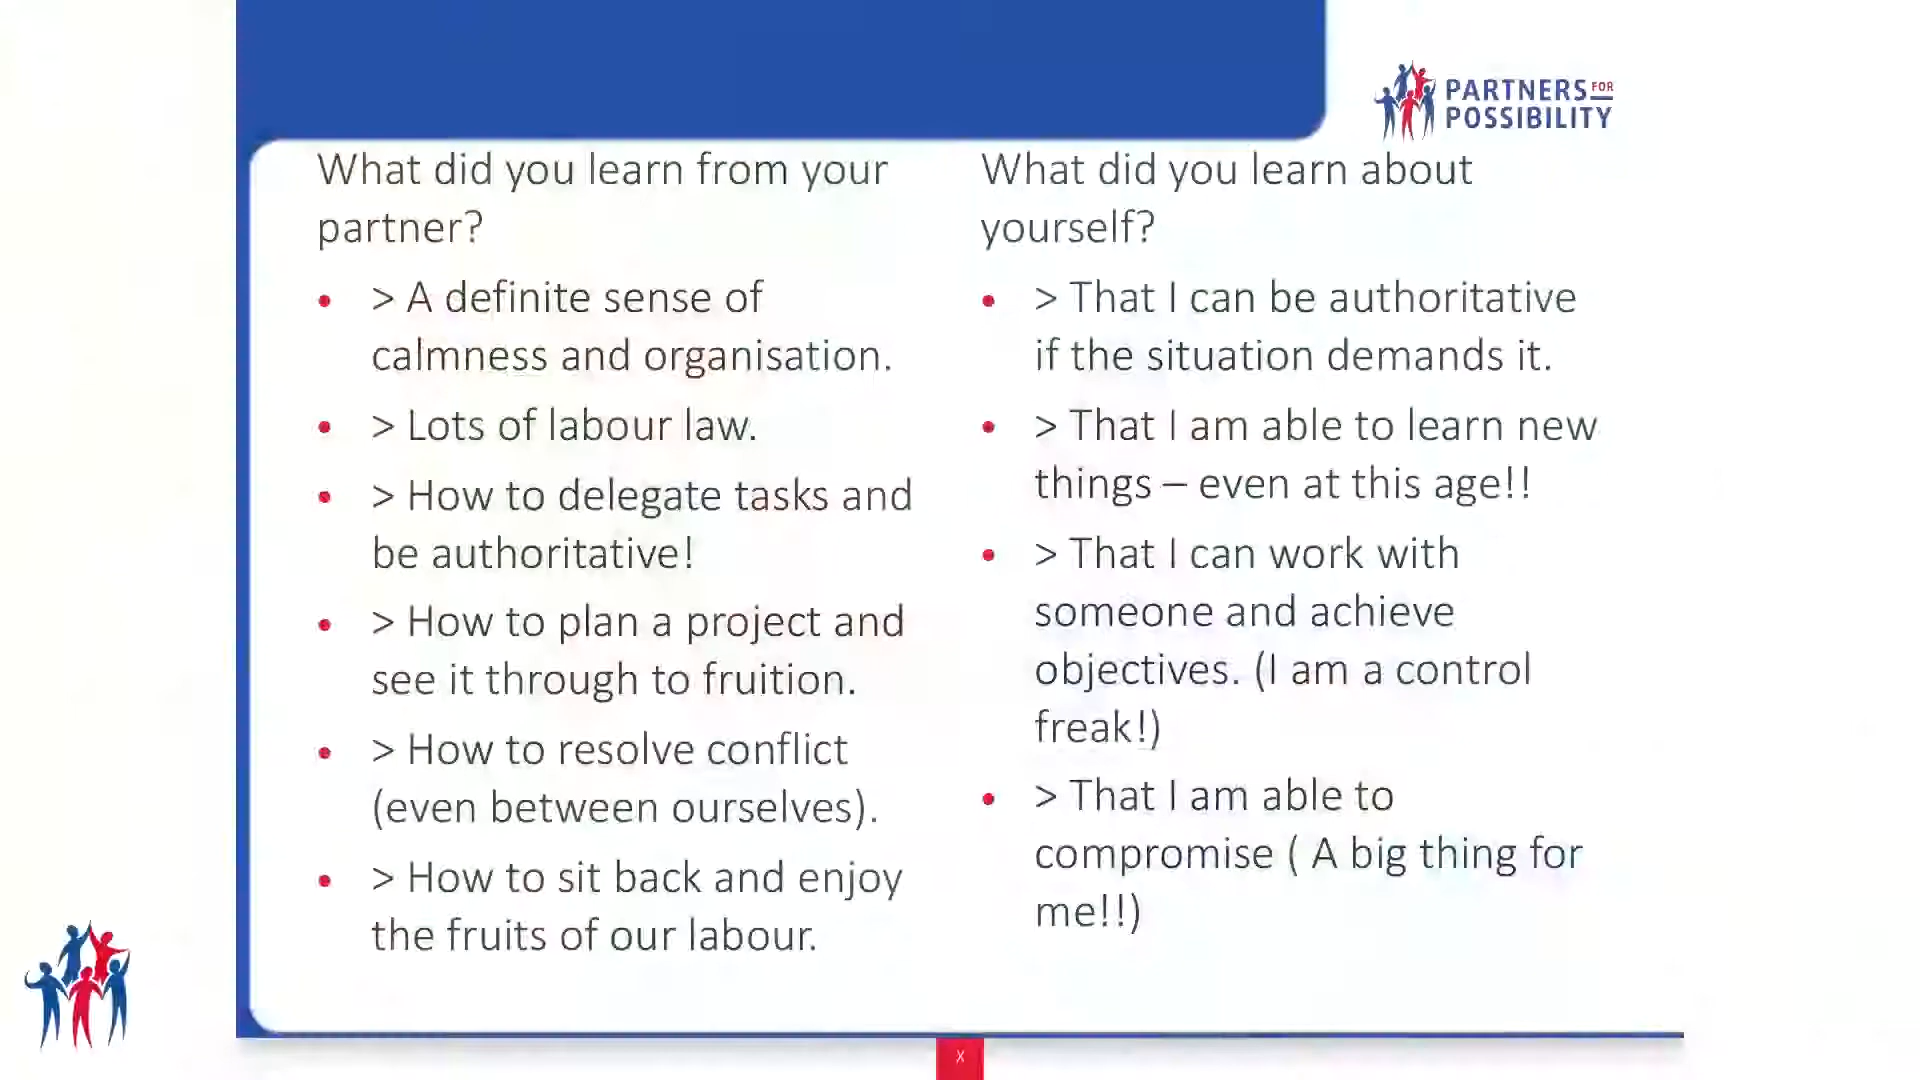 PARTNERS FOR
POSSIBILITY
What did you learn from your
partner?
• > A definite sense of
calmness and organisation.
• > Lots of labour law.
• > How to delegate tasks and
be authoritative!
• > How to plan a project and
see it through to fruition.
• > How to resolve conflict
(even between ourselves).
• > How to sit back and enjoy
the fruits of our labour.
What did you learn about
yourself?
• > That I can be authoritative
if the situation demands it.
• > That I am able to learn new
things – even at this age!!
• > That I can work with
someone and achieve
objectives. (I am a control
freak!)
• > That I am able to
compromise ( A big thing for
me!!)
X